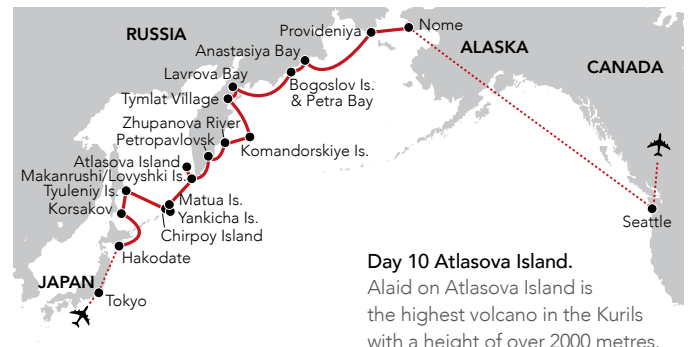 RUSSIA
Provideniya
Nome
Anastasiya Bay
ALASKA
CANADA
Lavrova Bay
Bogoslov Is.
& Petra Bay
Tymlat Village
Zhupanova River
Petropavlovsk
Komandorskiye Is.
Atlasova Island
Makanrushi/Lovyshki Is.
Tyuleniy Is.
Korsakov
Matua Is.
Yankicha Is.
Chirpoy Island
Seattle
Hakodate
JAPAN
Tokyo
Day 10 Atlasova Island.
Alaid on Atlasova Island is
the highest volcano in the Kurils
with a height of over 2000 metres.